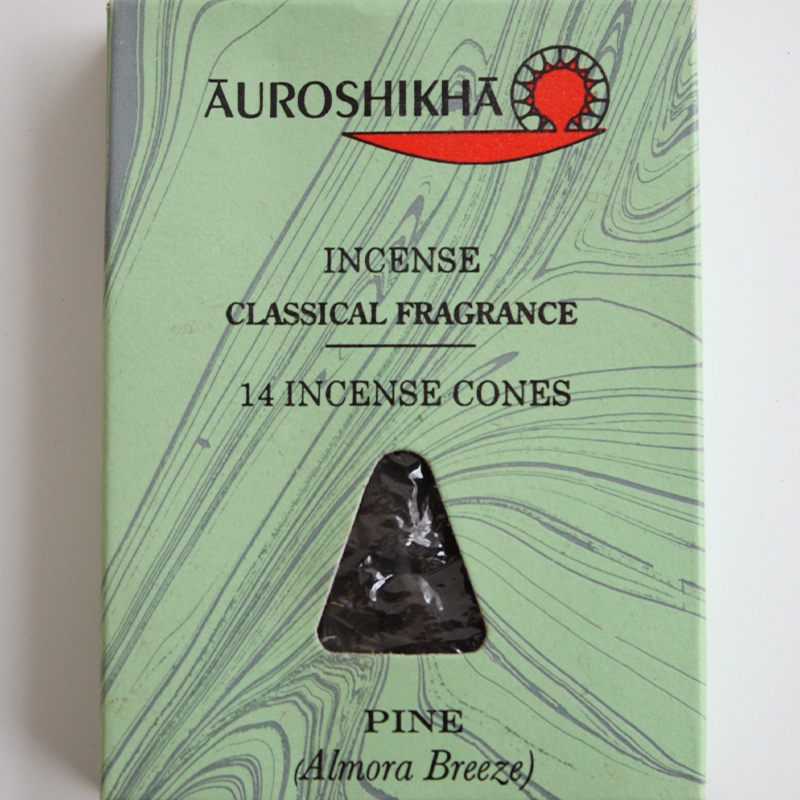 ĀUROSHIKHĀ
INCENSE
CLASSICAL FRAGRANCE
14 INCENSE CONES
PINE
(Almora Breeze)